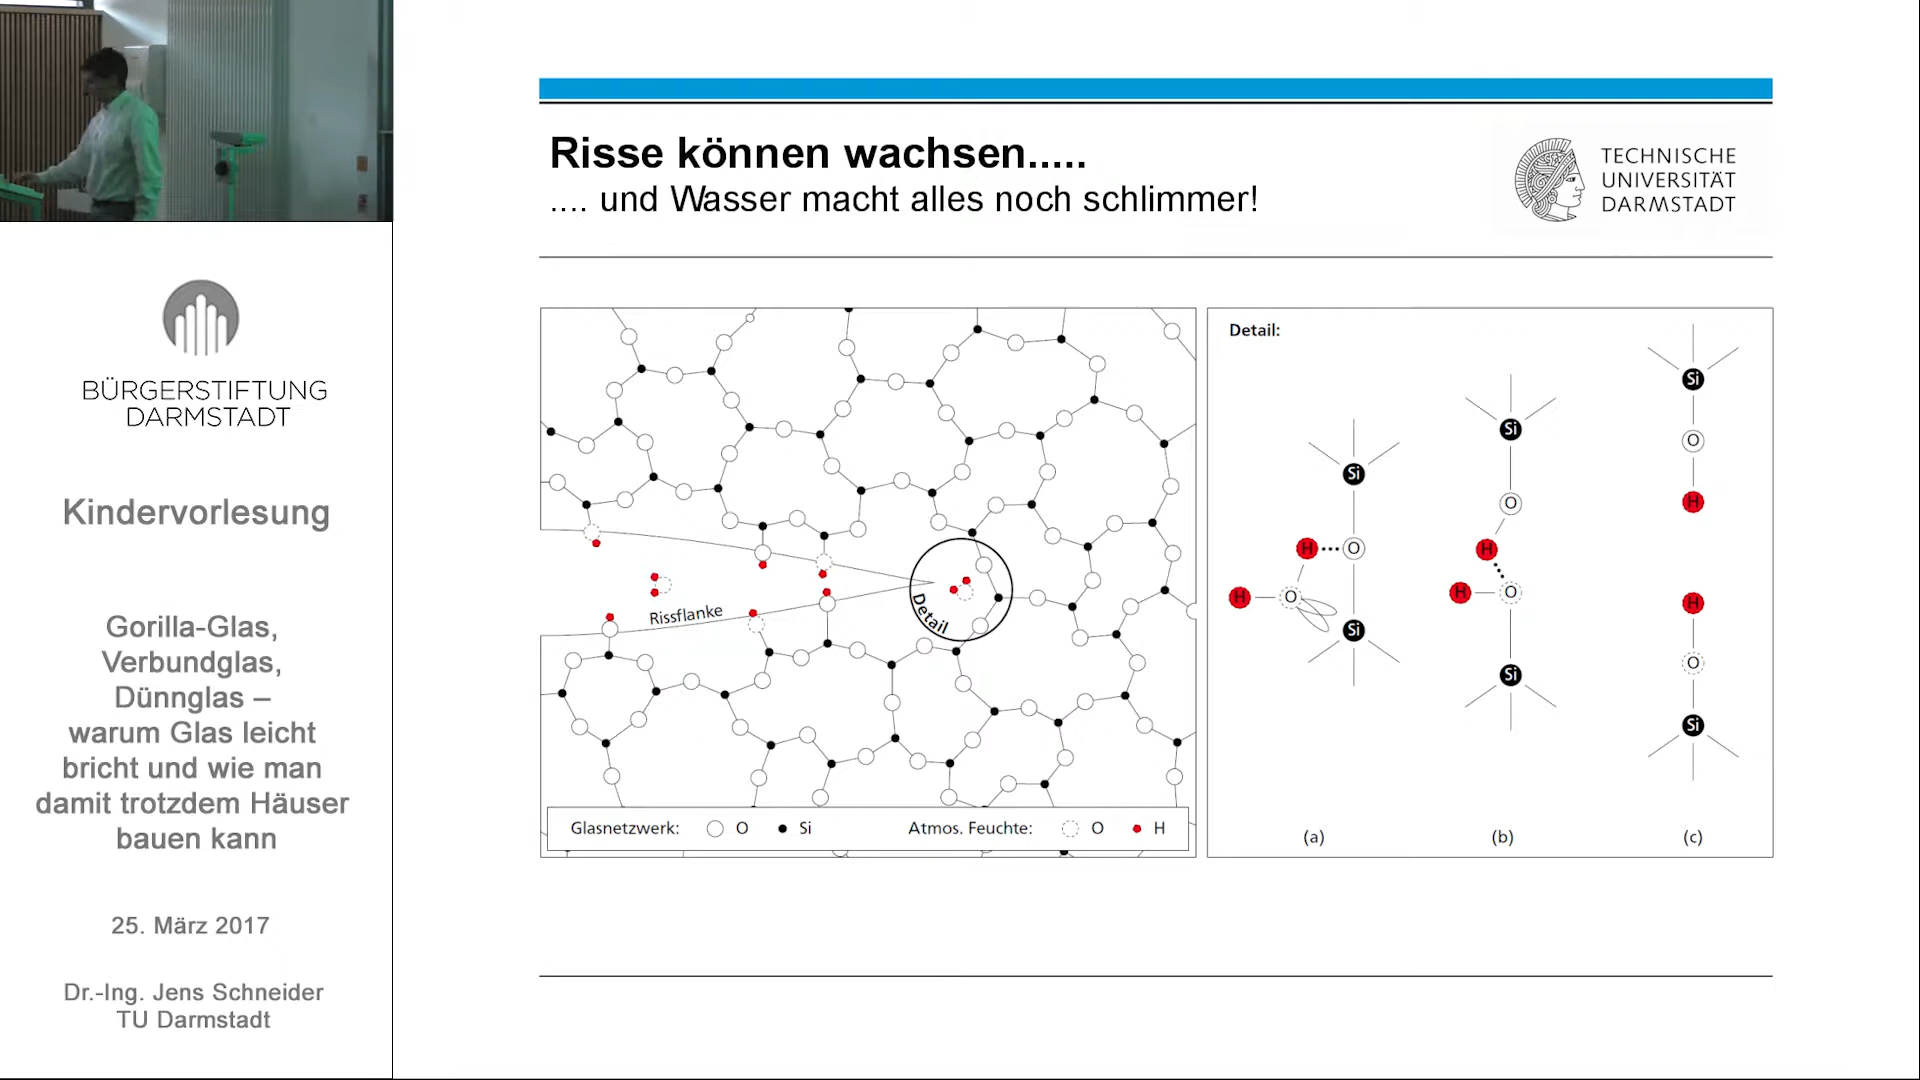 BÜRGERSTIFTUNG
DARMSTADT
Kindervorlesung
Gorilla-Glas,
Verbundglas,
Dünnglas –
warum Glas leicht
bricht und wie man
damit trotzdem Häuser
bauen kann
25. März 2017
Dr.-Ing. Jens Schneider
TU Darmstadt
Risse können wachsen.....
.... und Wasser macht alles noch schlimmer!
TECHNISCHE
UNIVERSITÄT
DARMSTADT
Rissflanke
Detail
Glasnetzwerk: O Si Atmos. Feuchte: O H
Detail:
Si
O
H
H
O
Si
(a)
Si
O
H
H
O
Si
(b)
Si
O
H
H
O
Si
(c)